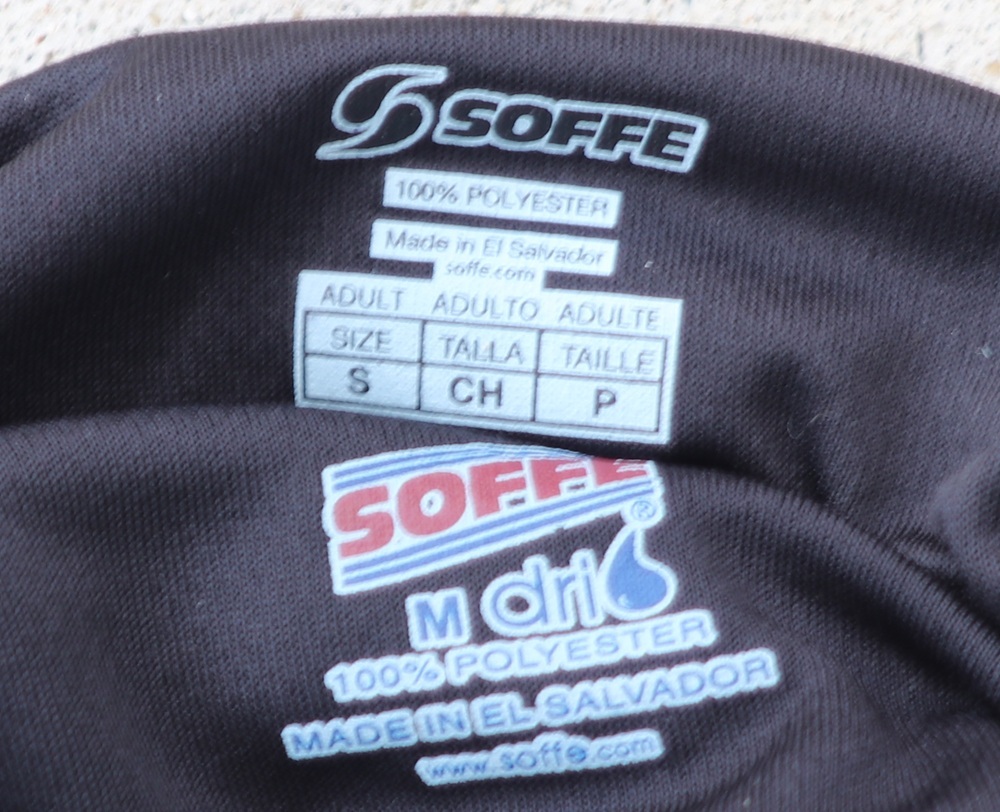 SOFFE
100% POLYESTER
Made in El Salvador
soffe.com
ADULT ADULTO ADULTE
SIZE TALLA TAILLE
S CH P
SOFFE
®
M dri
100% POLYESTER
MADE IN EL SALVADOR
www.soffe.com